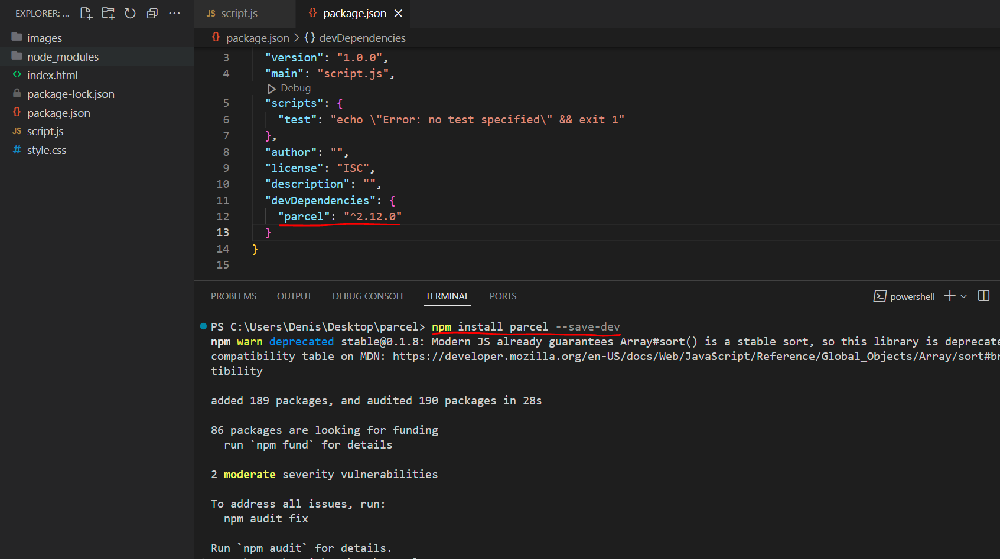 EXPLORER: ...
images
node_modules
index.html
package-lock.json
package.json
JS script.js
# style.css
JS script.js
{} package.json
{} package.json > {} devDependencies
3 "version": "1.0.0",
4 "main": "script.js",
Debug
5 "scripts": {
6 "test": "echo \"Error: no test specified\" && exit 1"
7 },
8 "author": "",
9 "license": "ISC",
10 "description": "",
11 "devDependencies": {
12 "parcel": "^2.12.0"
13 }
14 }
15
PROBLEMS OUTPUT DEBUG CONSOLE TERMINAL PORTS
powershell
PS C:\Users\Denis\Desktop\parcel> npm install parcel --save-dev
npm warn deprecated stable@0.1.8: Modern JS already guarantees Array#sort() is a stable sort, so this library is deprecate
compatibility table on MDN: https://developer.mozilla.org/en-US/docs/Web/JavaScript/Reference/Global_Objects/Array/sort#br
tibility
added 189 packages, and audited 190 packages in 28s
86 packages are looking for funding
run `npm fund` for details
2 moderate severity vulnerabilities
To address all issues, run:
npm audit fix
Run `npm audit` for details.